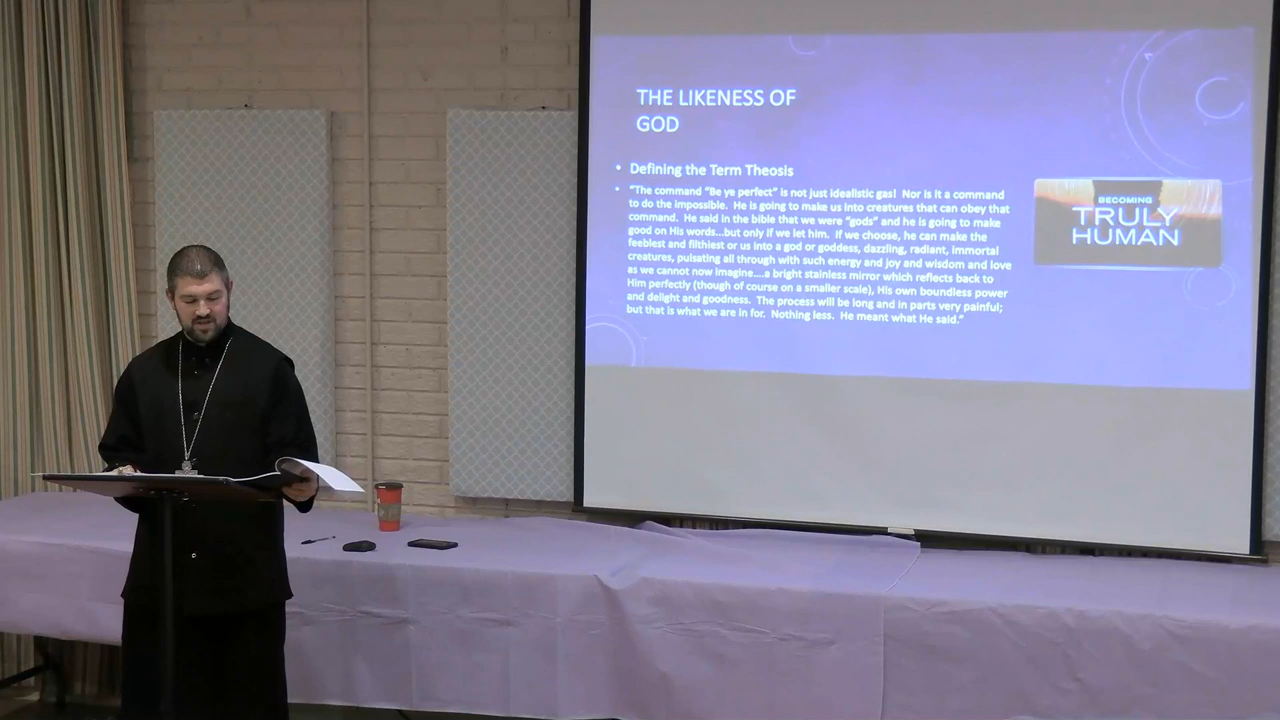 THE LIKENESS OF
GOD
• Defining the Term Theosis
• "The command "Be ye perfect" is not just idealistic gas! Nor is it a command
to do the impossible. He is going to make us into creatures that can obey that
command. He said in the bible that we were "gods" and he is going to make
good on His words...but only if we let him. If we choose, he can make the
feeblest and filthiest or us into a god or goddess, dazzling, radiant, immortal
creatures, pulsating all through with such energy and joy and wisdom and love
as we cannot now imagine....a bright stainless mirror which reflects back to
Him perfectly (though of course on a smaller scale), His own boundless power
and delight and goodness. The process will be long and in parts very painful;
but that is what we are in for. Nothing less. He meant what He said."
BECOMING
TRULY
HUMAN